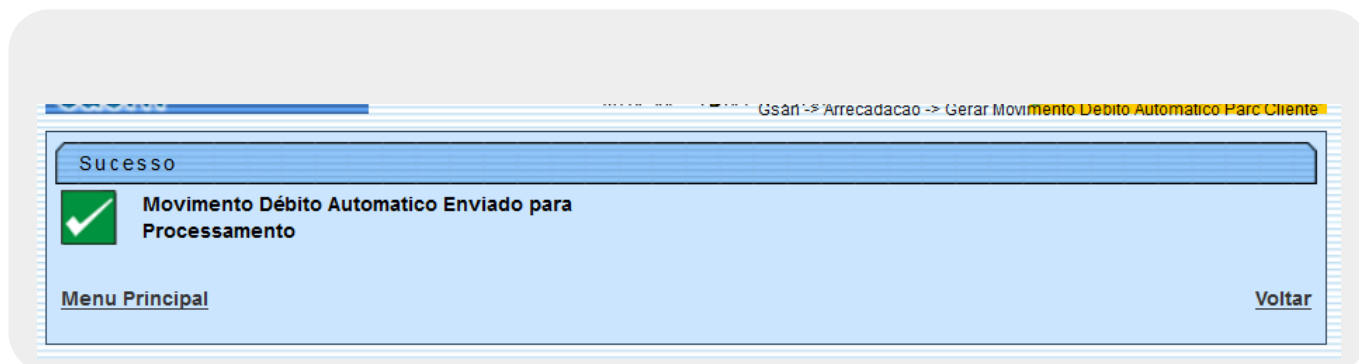 Gsan -> Arrecadacao -> Gerar Movimento Debito Automatico Parc Cliente
Sucesso
Movimento Débito Automatico Enviado para
Processamento
Menu Principal
Voltar